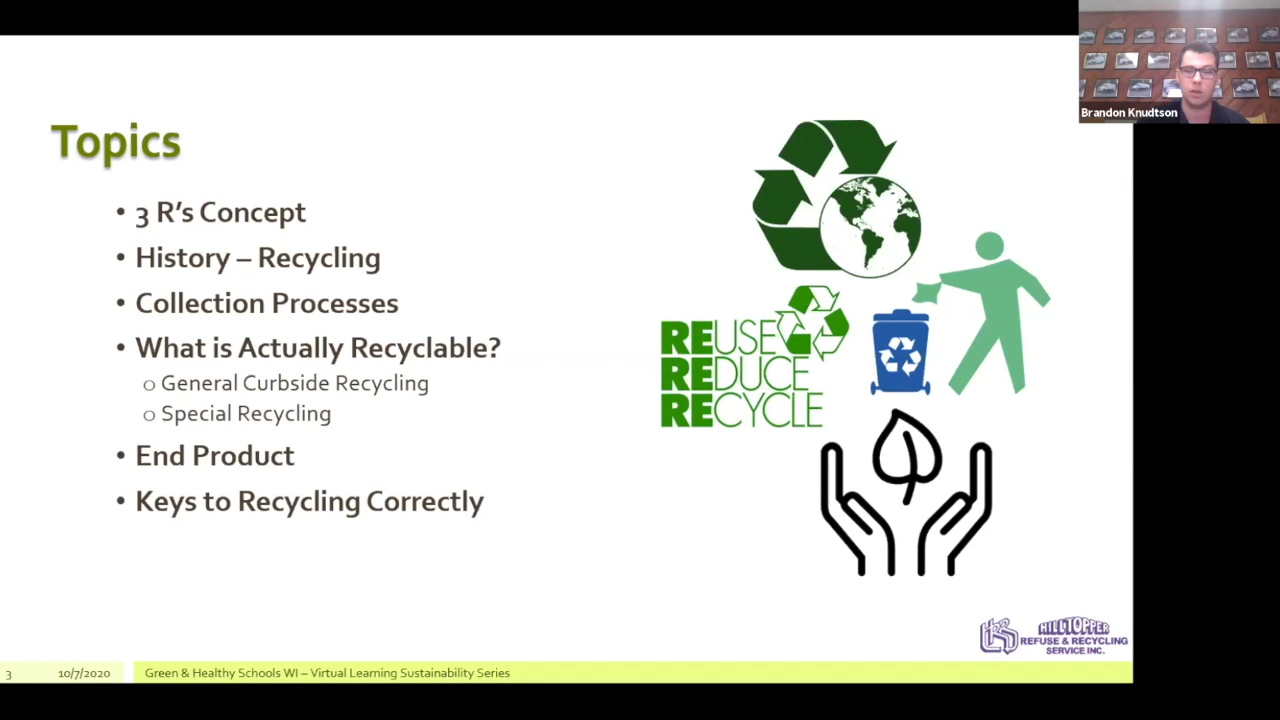 Brandon Knudtson
Topics
• 3 R's Concept
• History – Recycling
• Collection Processes
• What is Actually Recyclable?
o General Curbside Recycling
o Special Recycling
• End Product
• Keys to Recycling Correctly
REUSE
REDUCE
RECYCLE
HILLTOPPER
REFUSE & RECYCLING
SERVICE INC.
3
10/7/2020
Green & Healthy Schools WI – Virtual Learning Sustainability Series